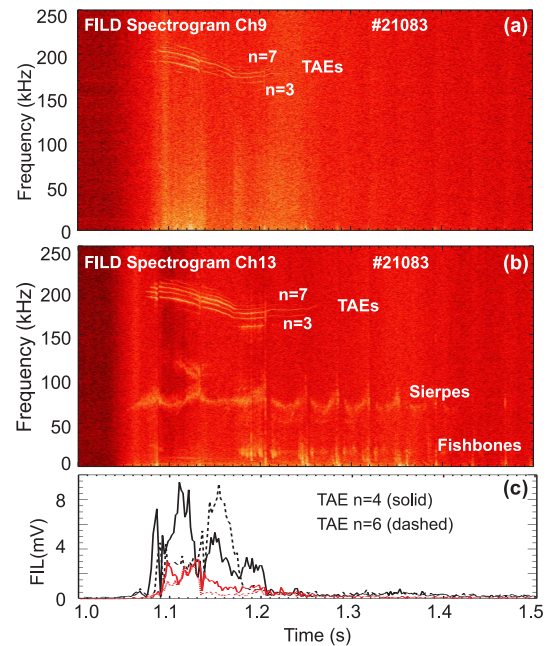 FILD Spectrogram Ch9 #21083 (a)
250
200
150
100
50
0
Frequency (kHz)
n=7
TAEs
n=3
FILD Spectrogram Ch13 #21083 (b)
250
200
150
100
50
0
Frequency (kHz)
n=7
TAEs
n=3
Sierpes
Fishbones
(c)
8
4
0
FIL(mV)
TAE n=4 (solid)
TAE n=6 (dashed)
1.0 1.1 1.2 1.3 1.4 1.5
Time (s)